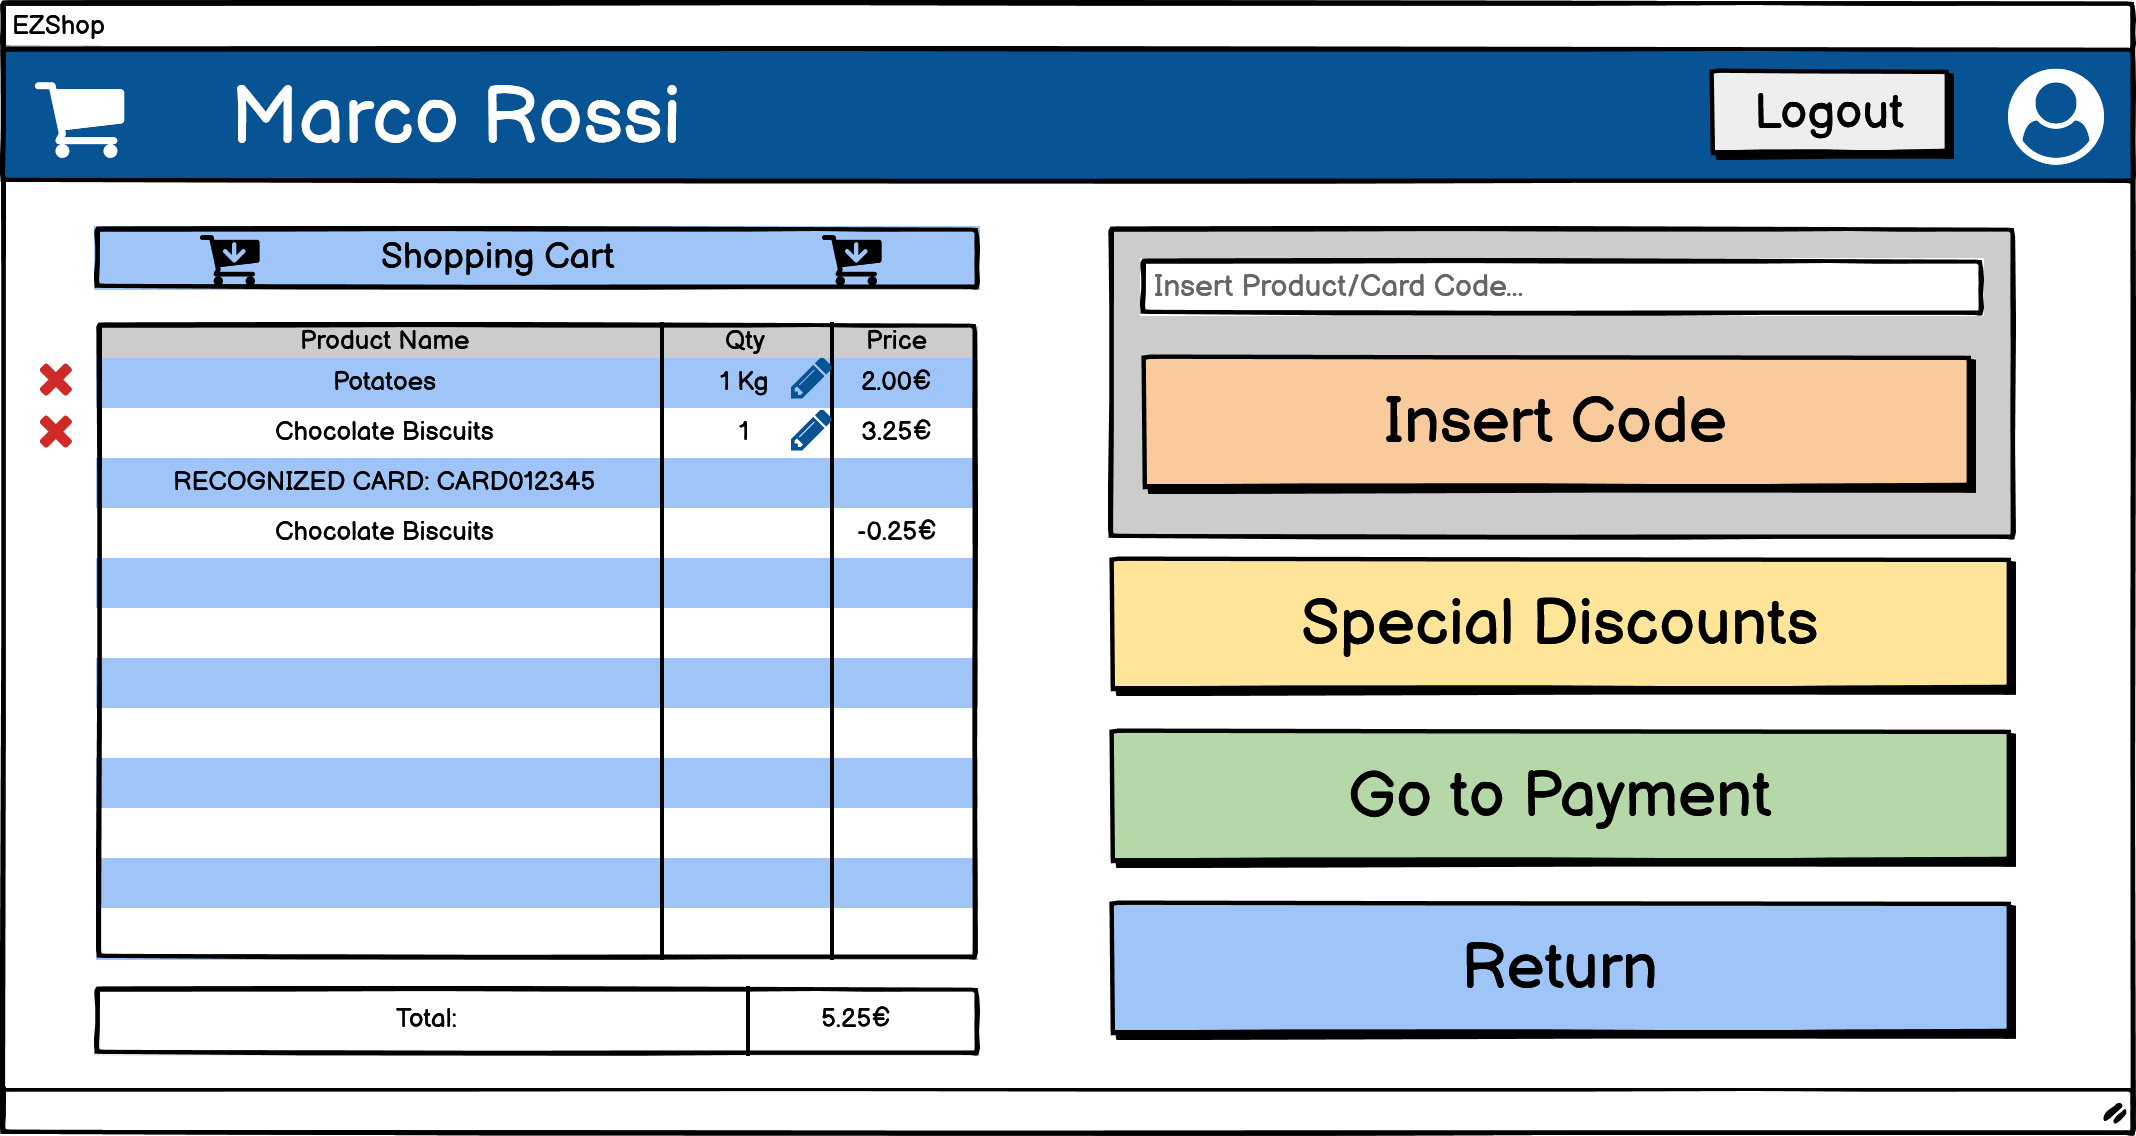 EZShop
Marco Rossi
Logout
Shopping Cart
Product Name Qty Price
Potatoes 1 Kg 2.00€
Chocolate Biscuits 1 3.25€
RECOGNIZED CARD: CARD012345
Chocolate Biscuits -0.25€
Total: 5.25€
Insert Product/Card Code...
Insert Code
Special Discounts
Go to Payment
Return